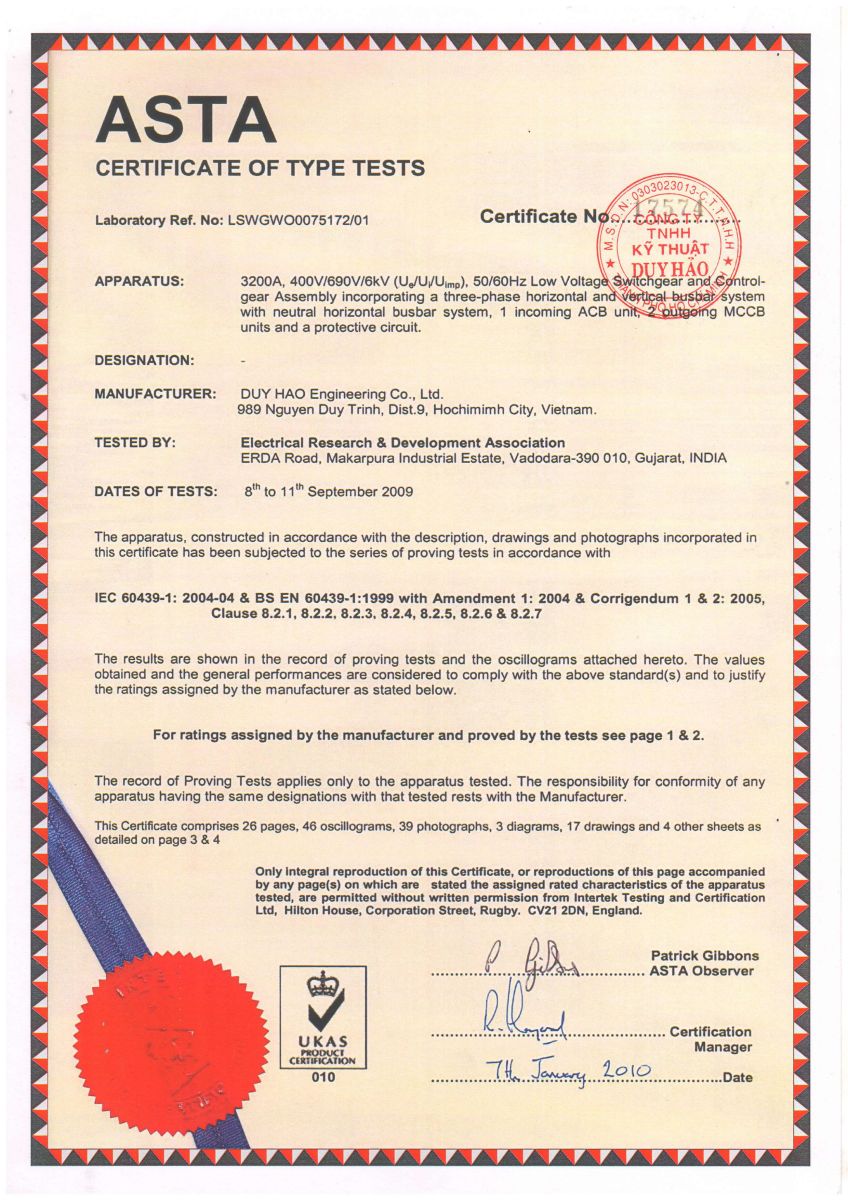 ASTA
CERTIFICATE OF TYPE TESTS
Laboratory Ref. No: LSWGWO0075172/01
Certificate No. 17574
M.S.D.N: 0303023013-C.T.T.N.H.H
CÔNG TY
TNHH
KỸ THUẬT
DUY HẢO
THÀNH PHỐ HỒ CHÍ MINH
APPARATUS: 3200A, 400V/690V/6kV (Ue/Ui/Uimp), 50/60Hz Low Voltage Switchgear and Control-
gear Assembly incorporating a three-phase horizontal and vertical busbar system
with neutral horizontal busbar system, 1 incoming ACB unit, 2 outgoing MCCB
units and a protective circuit.
DESIGNATION: -
MANUFACTURER: DUY HAO Engineering Co., Ltd.
989 Nguyen Duy Trinh, Dist.9, Hochimimh City, Vietnam.
TESTED BY: Electrical Research & Development Association
ERDA Road, Makarpura Industrial Estate, Vadodara-390 010, Gujarat, INDIA
DATES OF TESTS: 8th to 11th September 2009
The apparatus, constructed in accordance with the description, drawings and photographs incorporated in
this certificate has been subjected to the series of proving tests in accordance with
IEC 60439-1: 2004-04 & BS EN 60439-1:1999 with Amendment 1: 2004 & Corrigendum 1 & 2: 2005,
Clause 8.2.1, 8.2.2, 8.2.3, 8.2.4, 8.2.5, 8.2.6 & 8.2.7
The results are shown in the record of proving tests and the oscillograms attached hereto. The values
obtained and the general performances are considered to comply with the above standard(s) and to justify
the ratings assigned by the manufacturer as stated below.
For ratings assigned by the manufacturer and proved by the tests see page 1 & 2.
The record of Proving Tests applies only to the apparatus tested. The responsibility for conformity of any
apparatus having the same designations with that tested rests with the Manufacturer.
This Certificate comprises 26 pages, 46 oscillograms, 39 photographs, 3 diagrams, 17 drawings and 4 other sheets as
detailed on page 3 & 4
Only Integral reproduction of this Certificate, or reproductions of this page accompanied
by any page(s) on which are stated the assigned rated characteristics of the apparatus
tested, are permitted without written permission from Intertek Testing and Certification
Ltd, Hilton House, Corporation Street, Rugby. CV21 2DN, England.
P Gibbons Patrick Gibbons
ASTA Observer
Certification
Manager
7th January 2010 Date
UKAS
PRODUCT
CERTIFICATION
010